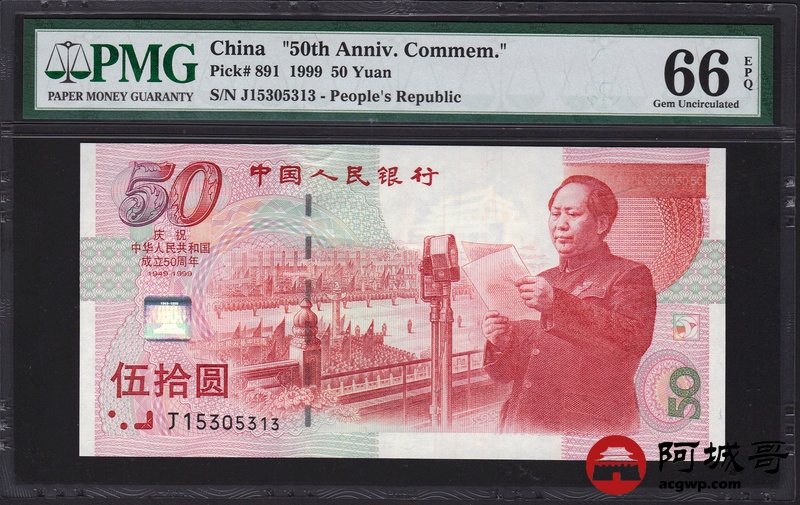 PMG
PAPER MONEY GUARANTY
China "50th Anniv. Commem."
Pick# 891 1999 50 Yuan
S/N J15305313 - People's Republic
66
EPQ
Gem Uncirculated
50
中国人民银行
庆祝
中华人民共和国
成立50周年
1949-1999
伍拾圆
J15305313
50
阿城哥
acgwp.com